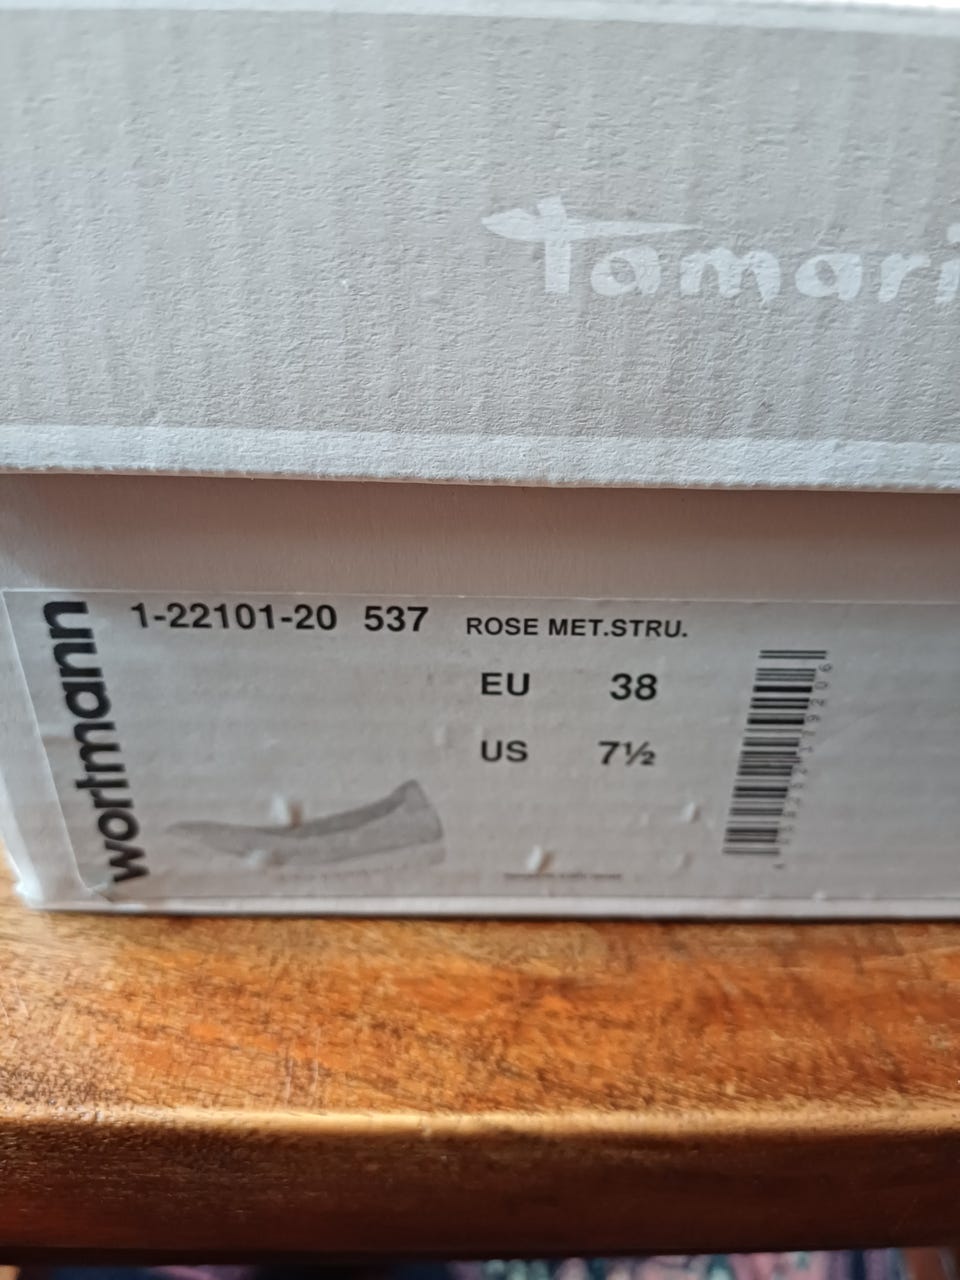 Tamari
wortmann
1-22101-20 537 ROSE MET.STRU.
EU 38
US 7½